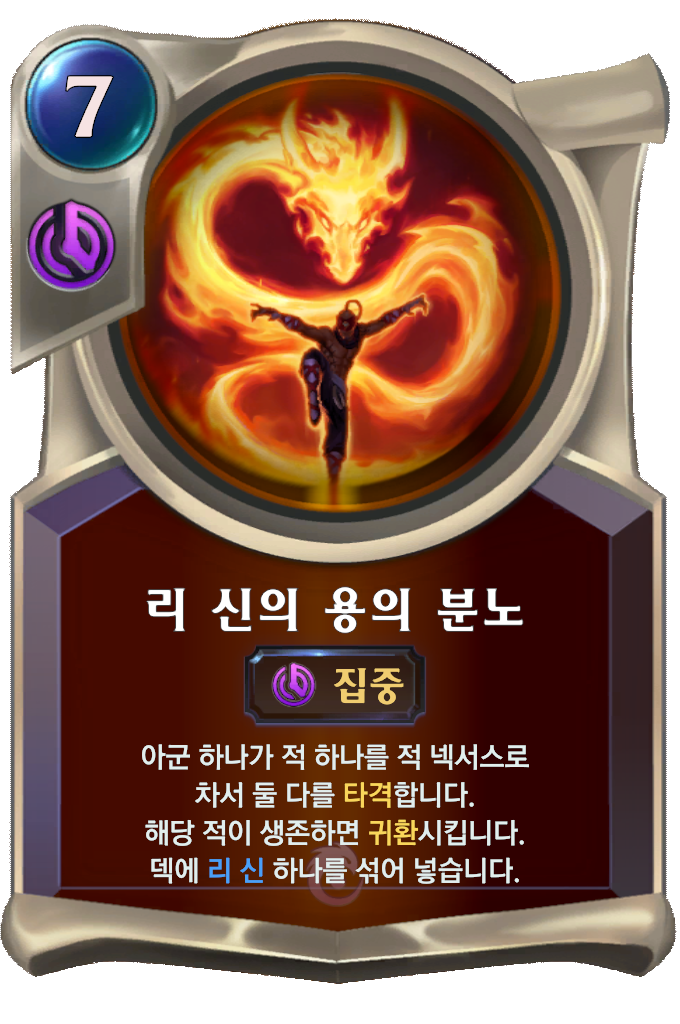 7
리 신의 용의 분노
집중
아군 하나가 적 하나를 적 넥서스로
차서 둘 다를 타격합니다.
해당 적이 생존하면 귀환시킵니다.
덱에 리 신 하나를 섞어 넣습니다.